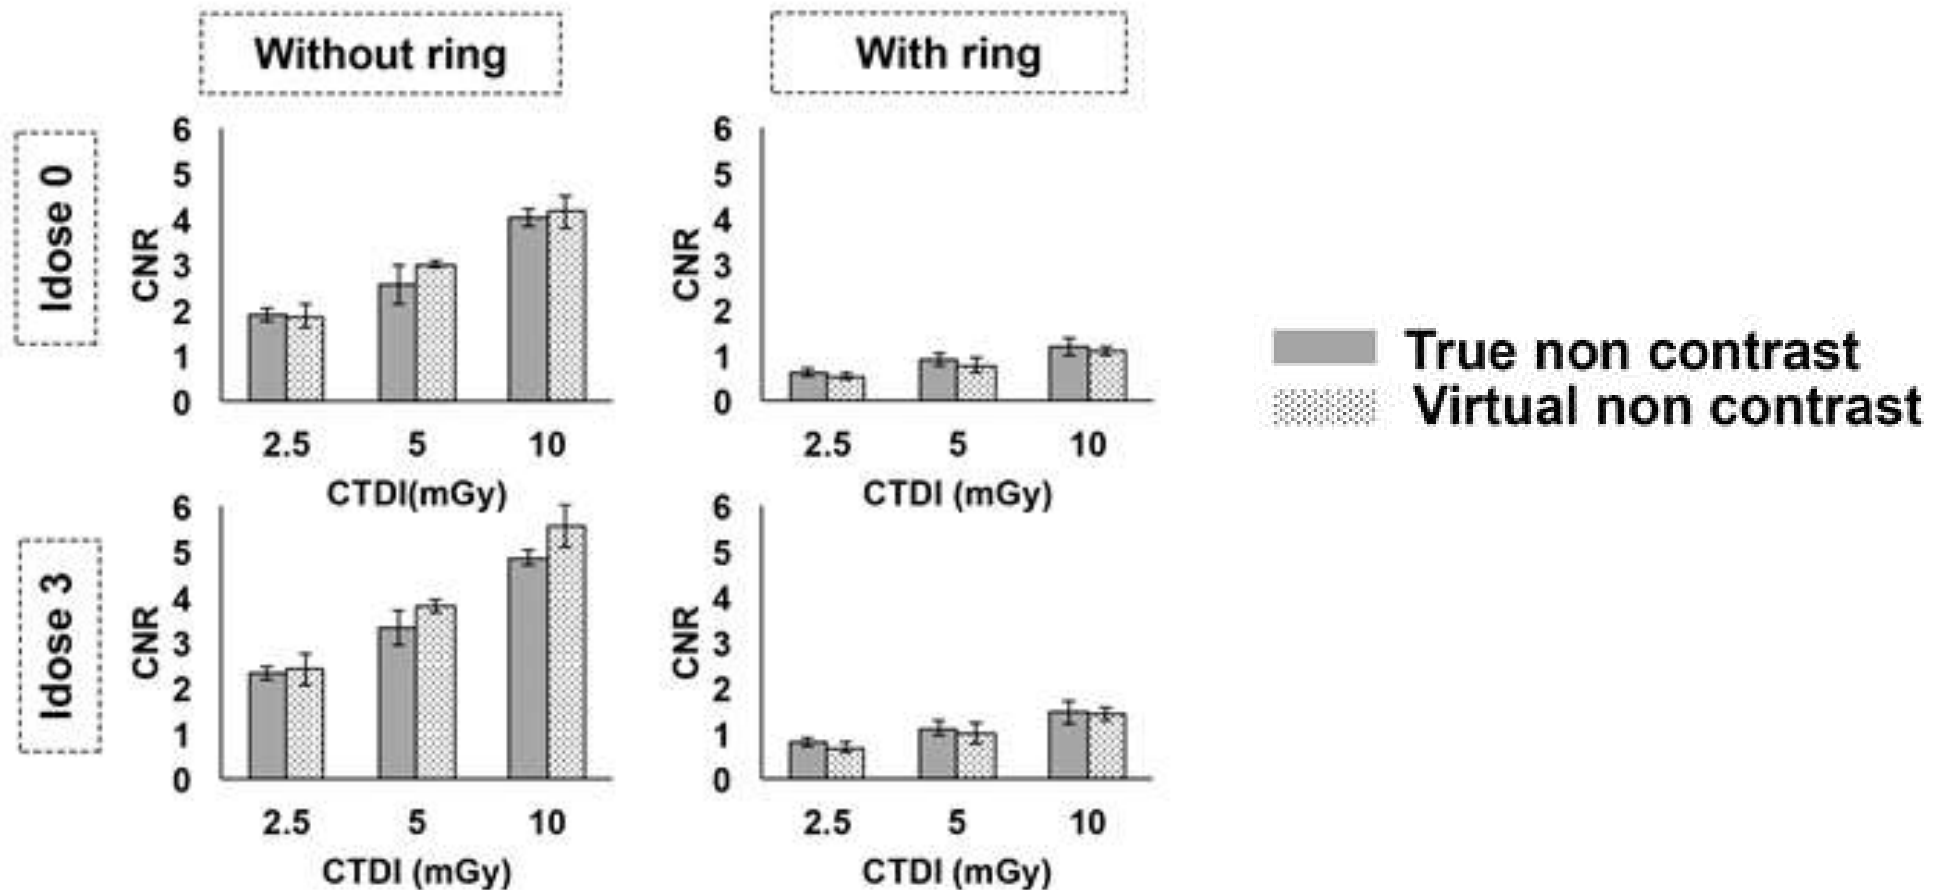 Without ring
With ring
Idose 0
CNR
6
5
4
3
2
1
0
2.5 5 10
CTDI(mGy)
CNR
6
5
4
3
2
1
0
2.5 5 10
CTDI (mGy)
True non contrast
Virtual non contrast
Idose 3
CNR
6
5
4
3
2
1
0
2.5 5 10
CTDI (mGy)
CNR
6
5
4
3
2
1
0
2.5 5 10
CTDI (mGy)